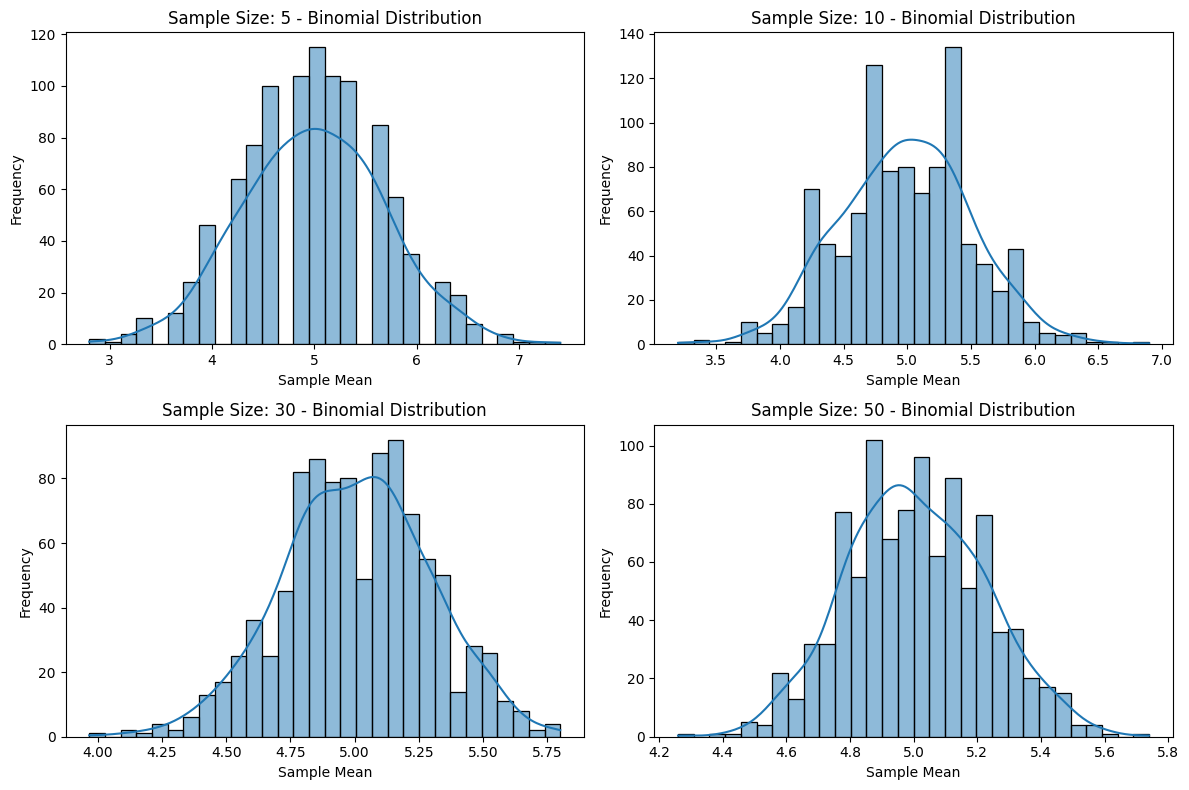 Sample Size: 5 - Binomial Distribution
120
100
80
60
40
20
0
Frequency
3 4 5 6 7
Sample Mean
Sample Size: 10 - Binomial Distribution
140
120
100
80
60
40
20
0
Frequency
3.5 4.0 4.5 5.0 5.5 6.0 6.5 7.0
Sample Mean
Sample Size: 30 - Binomial Distribution
80
60
40
20
0
Frequency
4.00 4.25 4.50 4.75 5.00 5.25 5.50 5.75
Sample Mean
Sample Size: 50 - Binomial Distribution
100
80
60
40
20
0
Frequency
4.2 4.4 4.6 4.8 5.0 5.2 5.4 5.6 5.8
Sample Mean